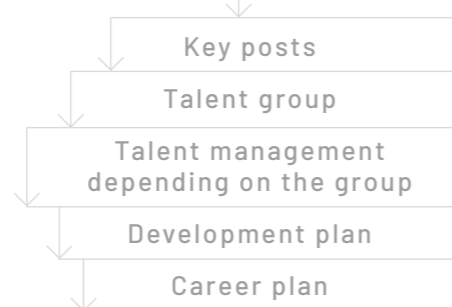 Key posts
Talent group
Talent management
depending on the group
Development plan
Career plan